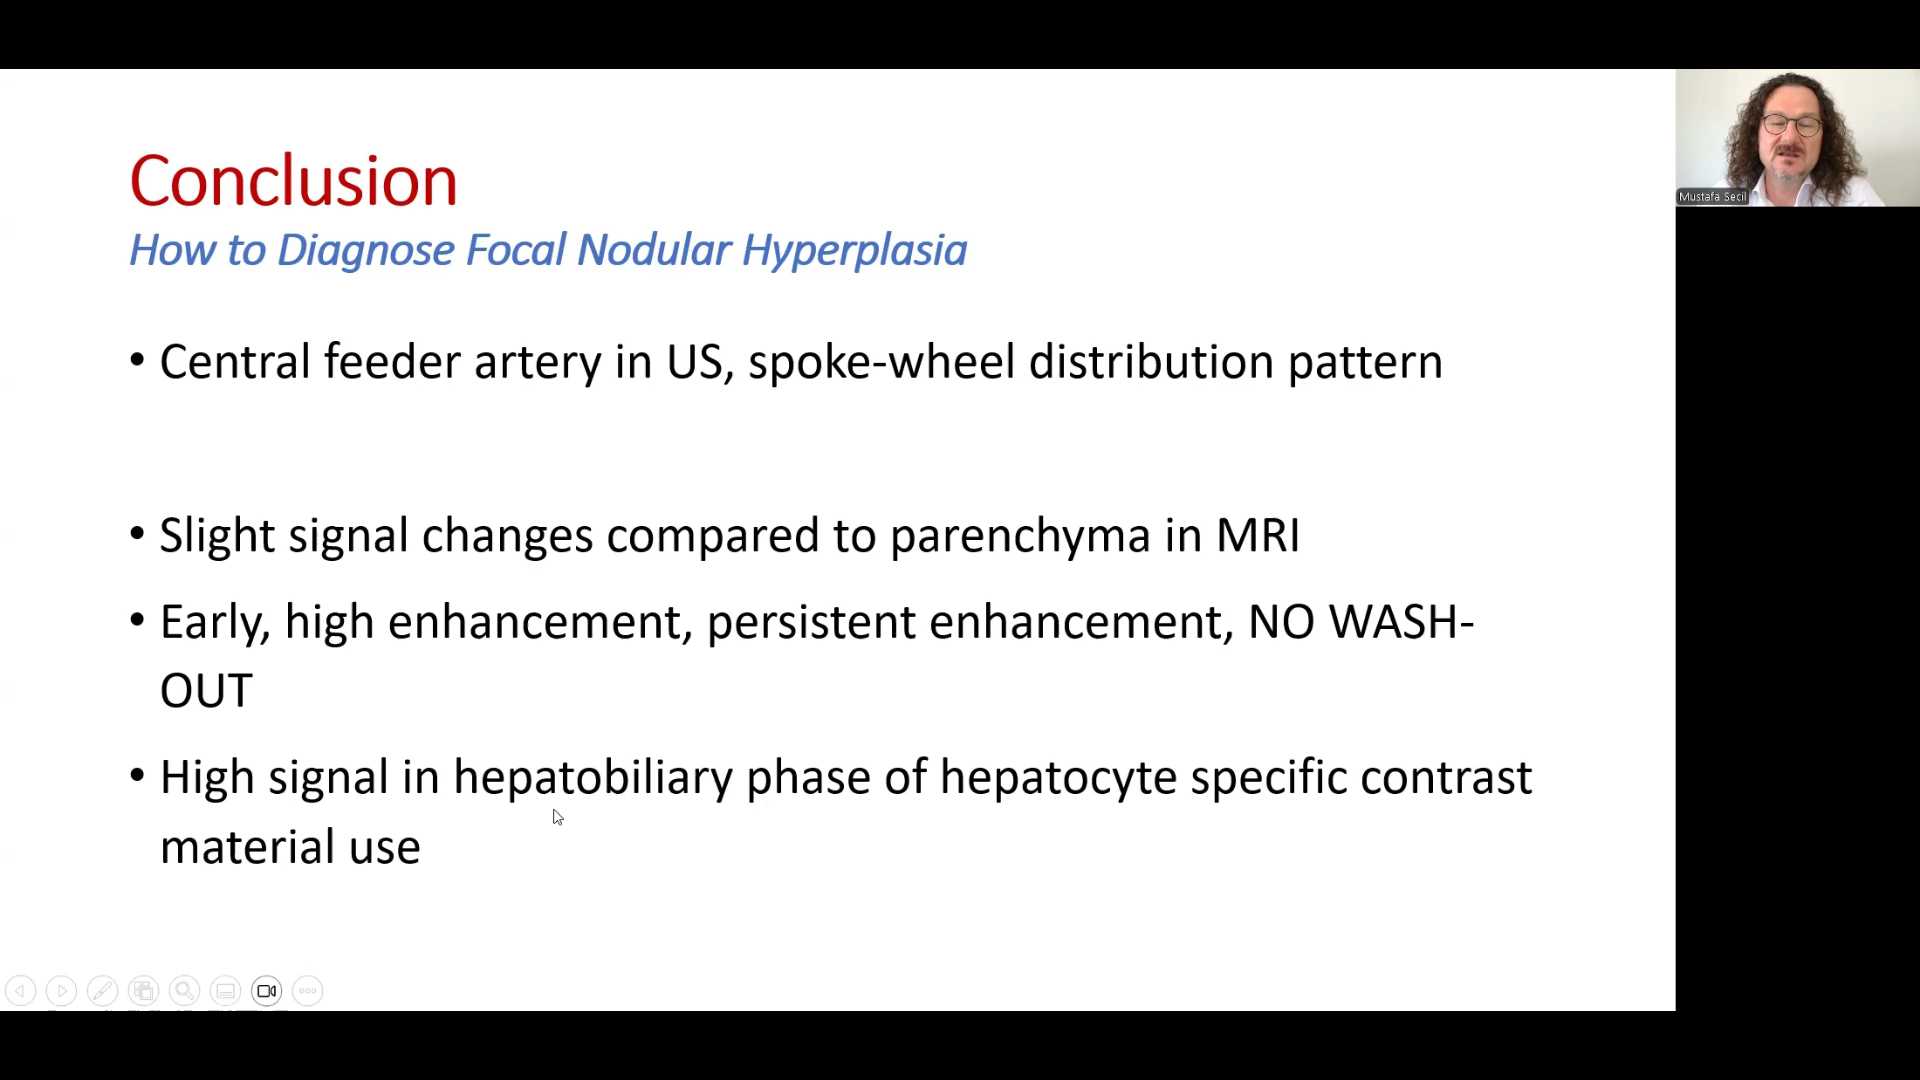 Conclusion
How to Diagnose Focal Nodular Hyperplasia
• Central feeder artery in US, spoke-wheel distribution pattern
• Slight signal changes compared to parenchyma in MRI
• Early, high enhancement, persistent enhancement, NO WASH-
OUT
• High signal in hepatobiliary phase of hepatocyte specific contrast
material use
Mustafa Secil